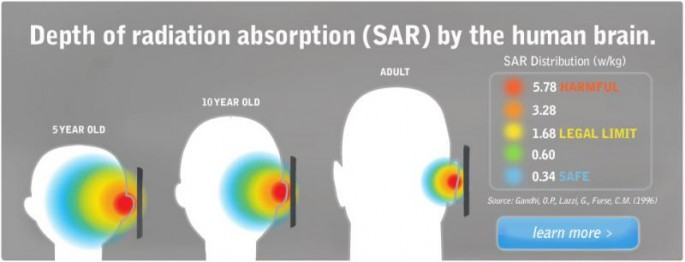 Depth of radiation absorption (SAR) by the human brain.
5 YEAR OLD
10 YEAR OLD
ADULT
SAR Distribution (w/kg)
5.78 HARMFUL
3.28
1.68 LEGAL LIMIT
0.60
0.34 SAFE
Source: Gandhi, O.P., Lazzi, G., Furse, C.M. (1996)
learn more >